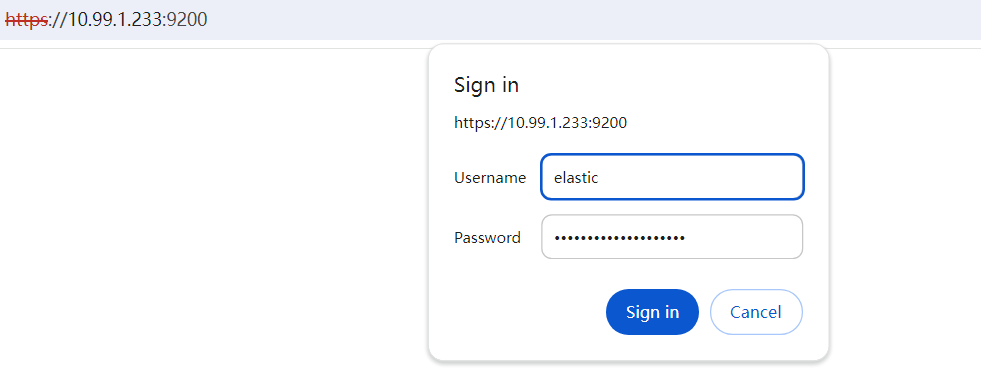 https://10.99.1.233:9200
Sign in
https://10.99.1.233:9200
Username elastic
Password ••••••••••••••••••••
Sign in Cancel